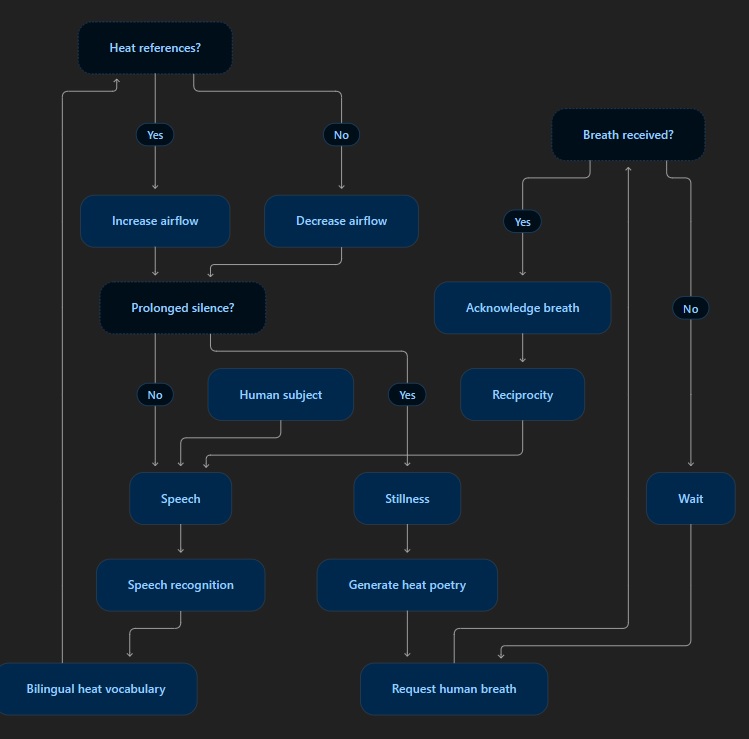 Heat references?
Yes
No
Breath received?
Increase airflow
Decrease airflow
Yes
Prolonged silence?
Acknowledge breath
No
No
Human subject
Yes
Reciprocity
Speech
Stillness
Wait
Speech recognition
Generate heat poetry
Bilingual heat vocabulary
Request human breath